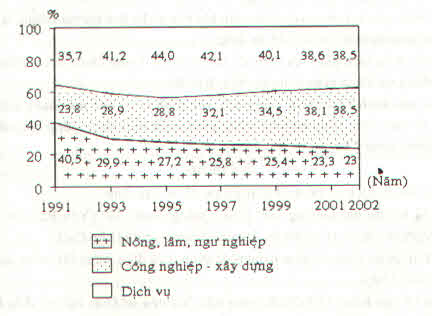 %
100
35,7 41,2 44,0 42,1 40,1 38,6 38,5
80
60
23,8 28,9 28,8 32,1 34,5 38,1 38,5
40
40,5 29,9 27,2 25,8 25,4 23,3 23
20
0
1991 1993 1995 1997 1999 2001 2002 (Năm)
Nông, lâm, ngư nghiệp
Công nghiệp - xây dựng
Dịch vụ